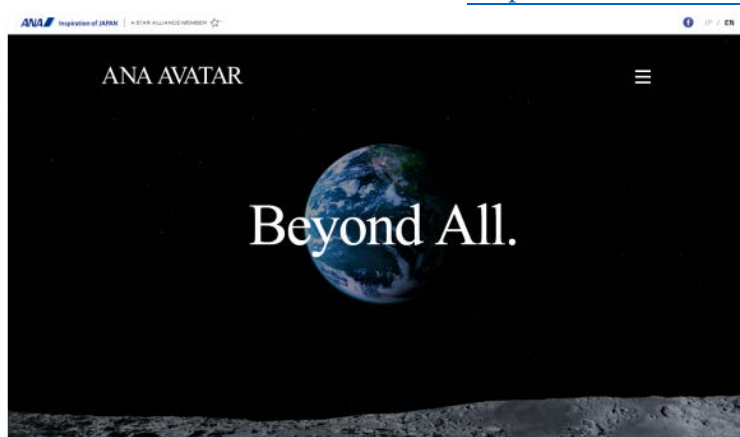 ANA Inspiration of JAPAN | A STAR ALLIANCE MEMBER JP / EN
ANA AVATAR
Beyond All.